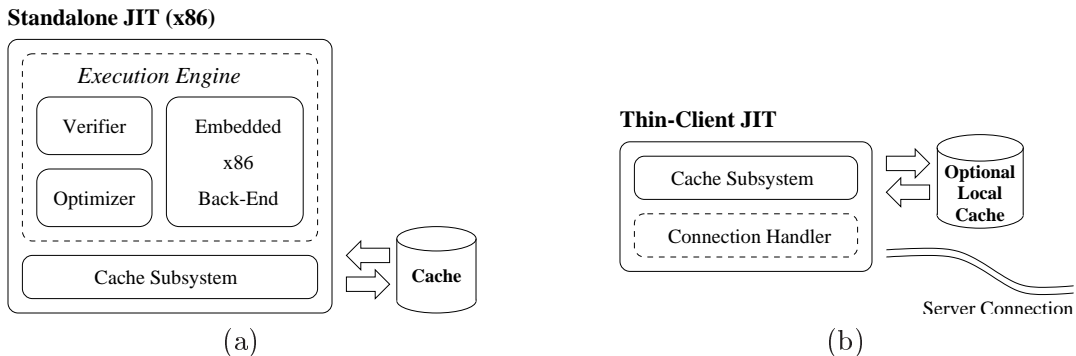 Standalone JIT (x86)
Execution Engine
Verifier
Optimizer
Embedded
x86
Back-End
Cache Subsystem
Cache
(a)
Thin-Client JIT
Cache Subsystem
Connection Handler
Optional
Local
Cache
Server Connection
(b)